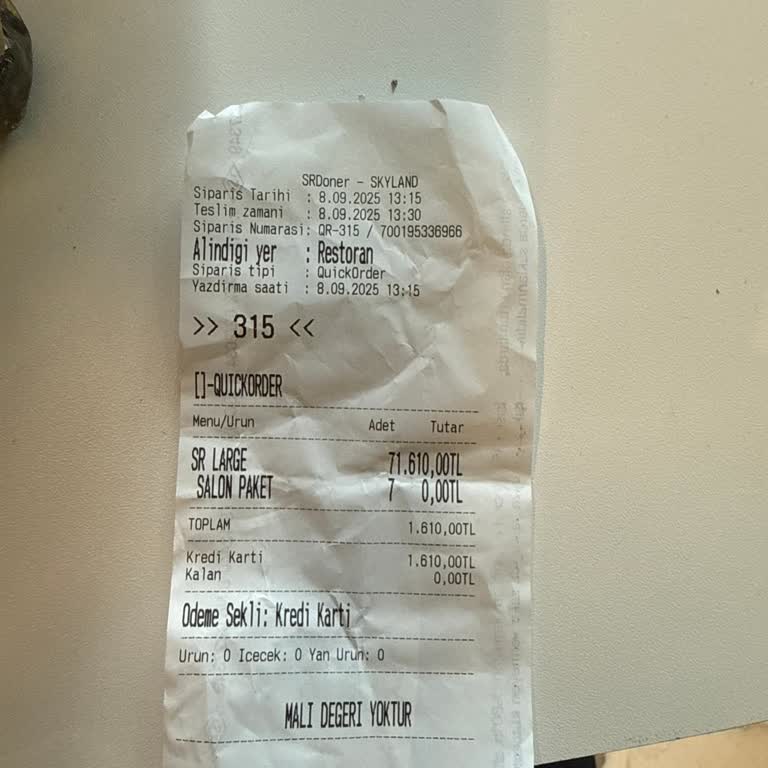 SRDoner - SKYLAND
Siparis Tarihi : 8.09.2025 13:15
Teslim zamani : 8.09.2025 13:30
Siparis Numarasi: QR-315 / 700195336966
Alindigi yer : Restoran
Siparis tipi : QuickOrder
Yazdirma saati : 8.09.2025 13:15
>> 315 <<
[]-QUICKORDER
Menu/Urun Adet Tutar
SR LARGE 71.610,00TL
SALON PAKET 7 0,00TL
TOPLAM 1.610,00TL
Kredi Karti 1.610,00TL
Kalan 0,00TL
Odeme Sekli: Kredi Karti
Urun: 0 Icecek: 0 Yan Urun: 0
MALI DEGERI YOKTUR